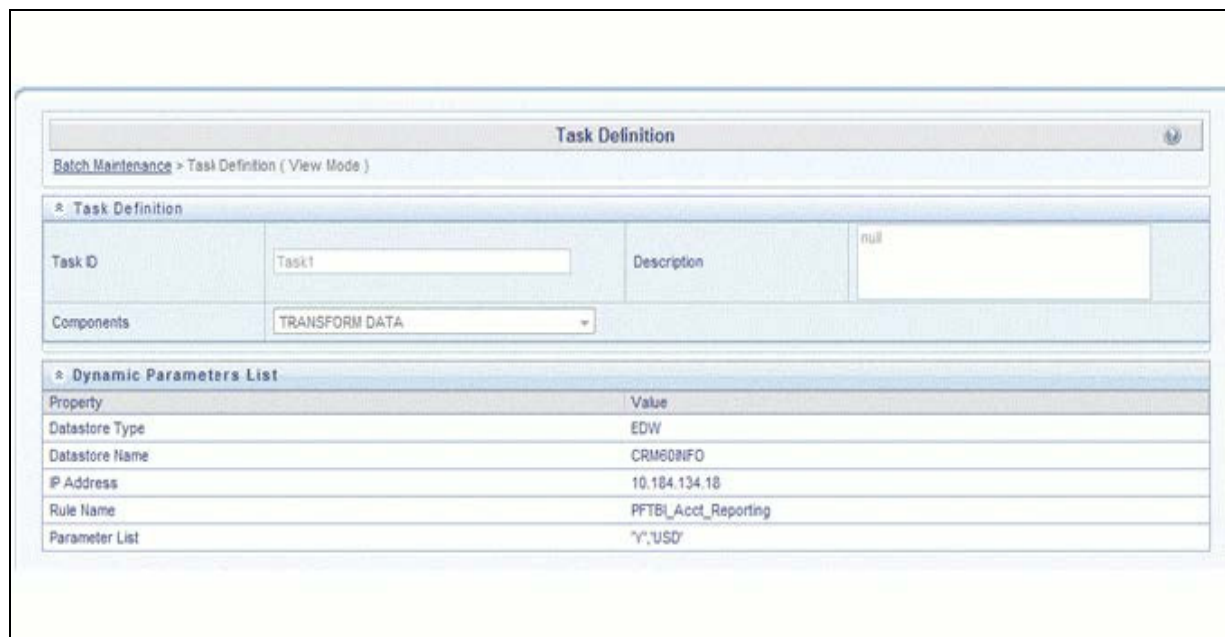 Task Definition
Batch Maintenance > Task Definition ( View Mode )
Task Definition
Task ID Task1 Description null
Components TRANSFORM DATA
Dynamic Parameters List
Property Value
Datastore Type EDW
Datastore Name CRM60INFO
IP Address 10.184.134.18
Rule Name PFTBI_Acct_Reporting
Parameter List 'USD'